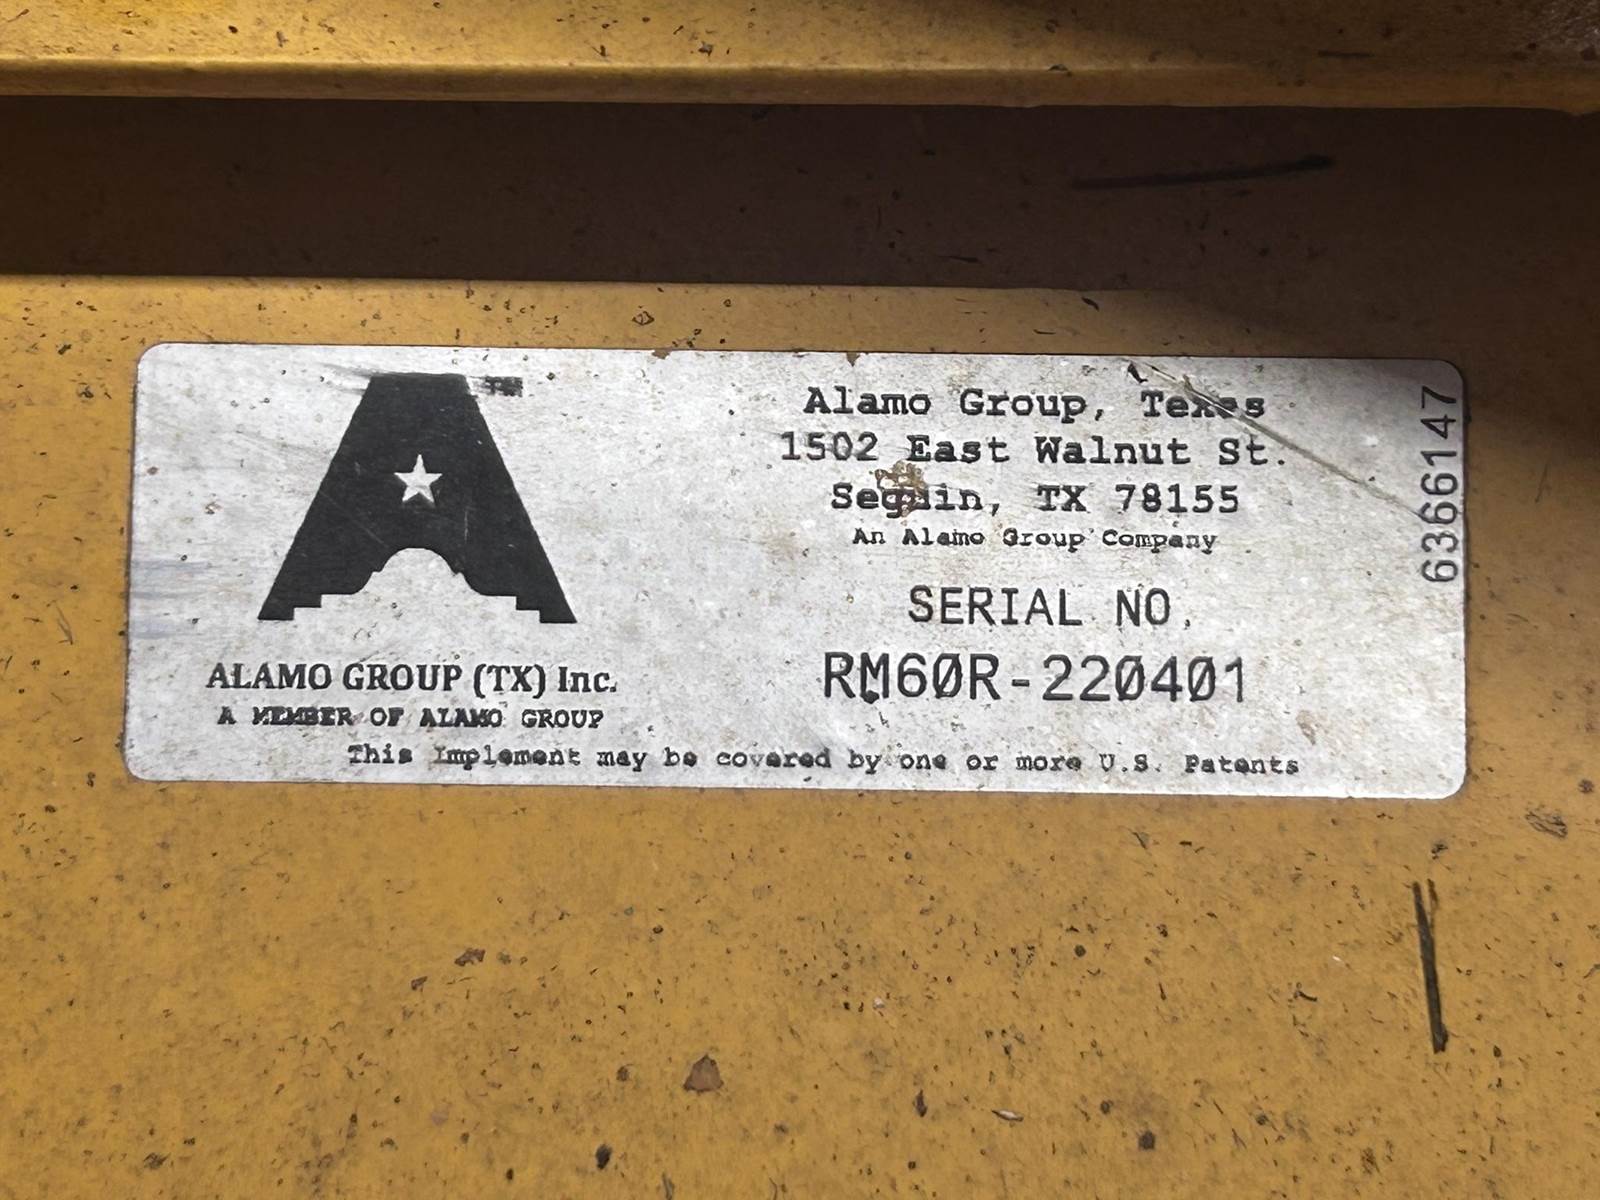 TM
ALAMO GROUP (TX) Inc.
A MEMBER OF ALAMO GROUP
Alamo Group, Texas
1502 East Walnut St.
Seguin, TX 78155
An Alamo Group Company
SERIAL NO.
RM60R-220401
This Implement may be covered by one or more U.S. Patents
6366147